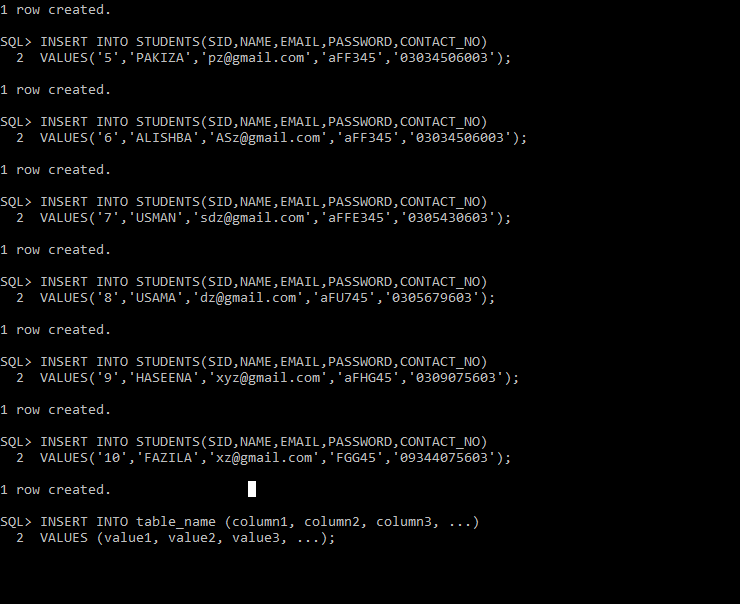 1 row created.
SQL> INSERT INTO STUDENTS(SID,NAME,EMAIL,PASSWORD,CONTACT_NO)
  2  VALUES('5','PAKIZA','pz@gmail.com','aFF345','03034506003');
1 row created.
SQL> INSERT INTO STUDENTS(SID,NAME,EMAIL,PASSWORD,CONTACT_NO)
  2  VALUES('6','ALISHBA','ASz@gmail.com','aFF345','03034506003');
1 row created.
SQL> INSERT INTO STUDENTS(SID,NAME,EMAIL,PASSWORD,CONTACT_NO)
  2  VALUES('7','USMAN','sdz@gmail.com','aFFE345','0305430603');
1 row created.
SQL> INSERT INTO STUDENTS(SID,NAME,EMAIL,PASSWORD,CONTACT_NO)
  2  VALUES('8','USAMA','dz@gmail.com','aFU745','0305679603');
1 row created.
SQL> INSERT INTO STUDENTS(SID,NAME,EMAIL,PASSWORD,CONTACT_NO)
  2  VALUES('9','HASEENA','xyz@gmail.com','aFHG45','0309075603');
1 row created.
SQL> INSERT INTO STUDENTS(SID,NAME,EMAIL,PASSWORD,CONTACT_NO)
  2  VALUES('10','FAZILA','xz@gmail.com','FGG45','09344075603');
1 row created.
SQL> INSERT INTO table_name (column1, column2, column3, ...)
  2  VALUES (value1, value2, value3, ...);